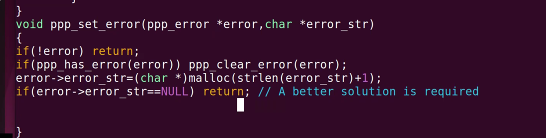 }
void ppp_set_error(ppp_error *error,char *error_str)
{
if(!error) return;
if(ppp_has_error(error)) ppp_clear_error(error);
error->error_str=(char *)malloc(strlen(error_str)+1);
if(error->error_str==NULL) return; // A better solution is required
}